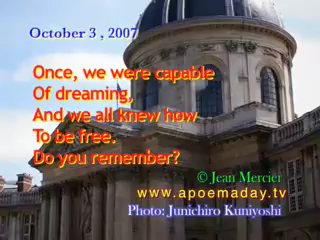 October 3 , 2007
Once, we were capable
Of dreaming,
And we all knew how
To be free.
Do you remember?
© Jean Mercier
www.apoemaday.tv
Photo: Junichiro Kuniyoshi